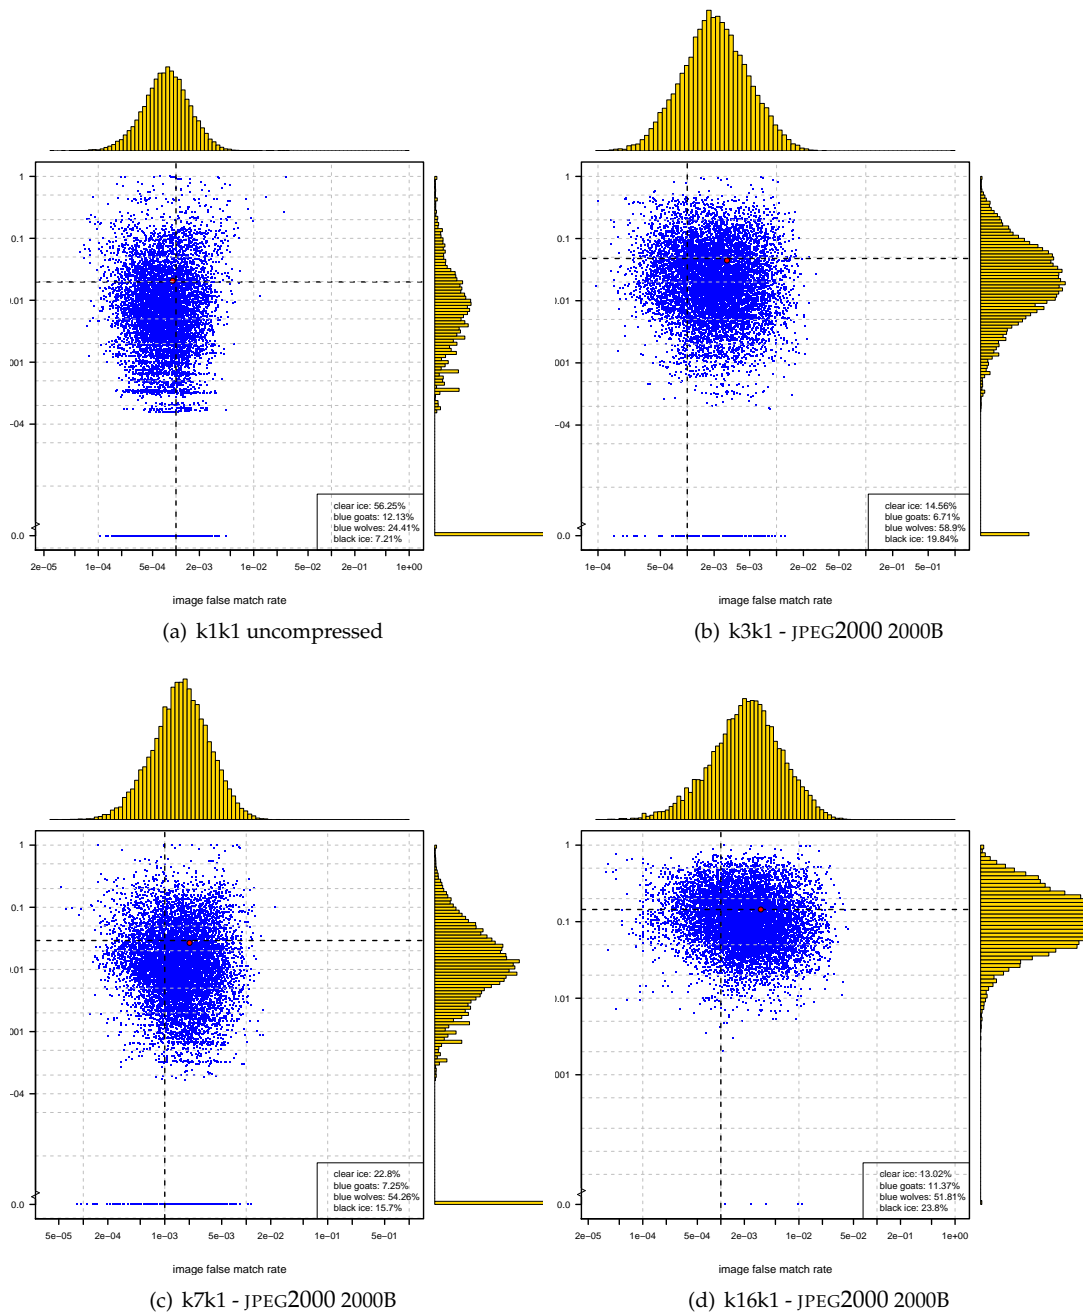 1
0.1
0.01
001
−04
0.0
clear ice: 56.25%
blue goats: 12.13%
blue wolves: 24.41%
black ice: 7.21%
2e−05 1e−04 5e−04 2e−03 1e−02 5e−02 2e−01 1e+00
image false match rate
(a) k1k1 uncompressed
1
0.1
0.01
001
−04
0.0
clear ice: 14.56%
blue goats: 6.71%
blue wolves: 58.9%
black ice: 19.84%
1e−04 5e−04 2e−03 5e−03 2e−02 5e−02 2e−01 5e−01
image false match rate
(b) k3k1 - JPEG2000 2000B
1
0.1
0.01
001
−04
0.0
clear ice: 22.8%
blue goats: 7.25%
blue wolves: 54.26%
black ice: 15.7%
5e−05 2e−04 1e−03 5e−03 2e−02 1e−01 5e−01
image false match rate
(c) k7k1 - JPEG2000 2000B
1
0.1
0.01
001
0.0
clear ice: 13.02%
blue goats: 11.37%
blue wolves: 51.81%
black ice: 23.8%
2e−05 1e−04 5e−04 2e−03 1e−02 5e−02 2e−01 1e+00
image false match rate
(d) k16k1 - JPEG2000 2000B